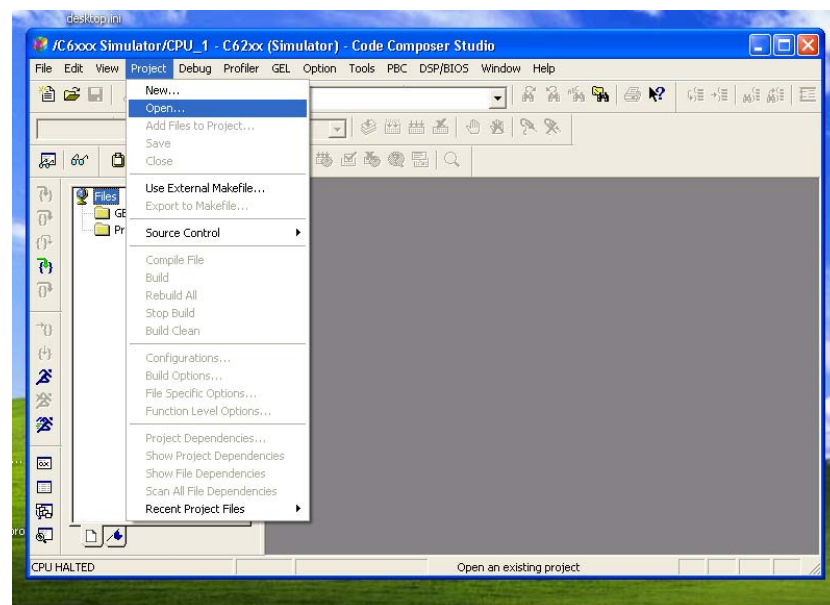 desktop.ini
/C6xxx Simulator/CPU_1 - C62xx (Simulator) - Code Composer Studio
File Edit View Project Debug Profiler GEL Option Tools PBC DSP/BIOS Window Help
New...
Open...
Add Files to Project...
Save
Close
Use External Makefile...
Export to Makefile...
Source Control
Compile File
Build
Rebuild All
Stop Build
Build Clean
Configurations...
Build Options...
File Specific Options...
Function Level Options...
Project Dependencies...
Show Project Dependencies
Show File Dependencies
Scan All File Dependencies
Recent Project Files
Files
GE
Pr
CPU HALTED
Open an existing project